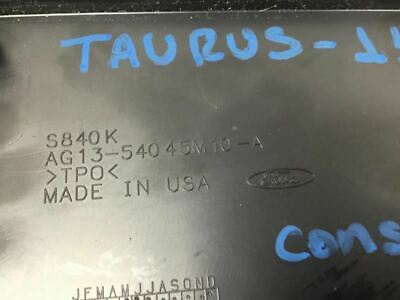 TAURUS-1
S840K
AG13-54045M10-A
>TPO<
MADE IN USA
Ford
cons
JFMAMJJASOND